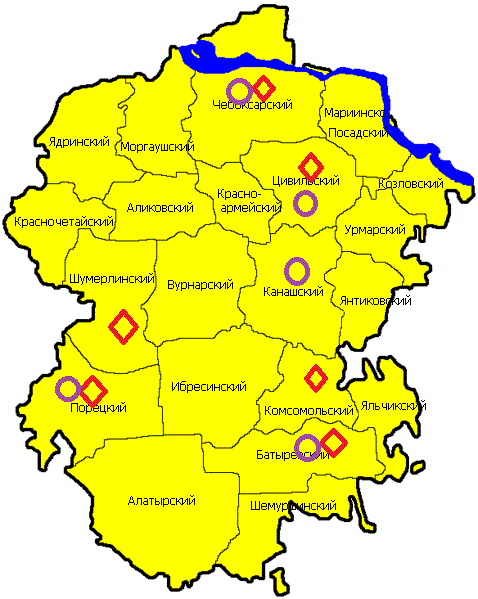 Чебоксарский
Мариинско
Посадский
Ядринский
Моргаушский
Цивильский
Козловский
Красно-
армейский
Аликовский
Красночетайский
Урмарский
Шумерлинский
Вурнарский
Канашский
Янтиковский
Ибресинский
Порецкий
Комсомольский
Яльчикский
Батыревский
Алатырский
Шемуршинский